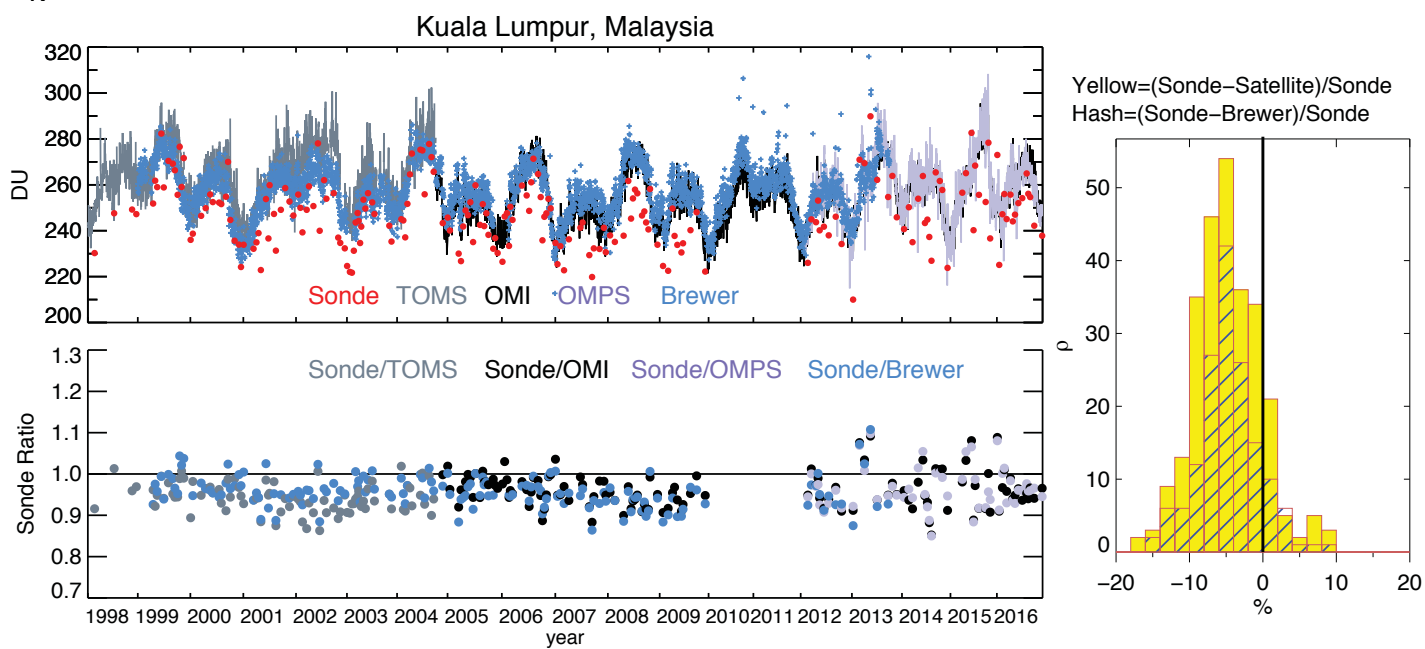 Kuala Lumpur, Malaysia
320
300
280
260
240
220
200
DU
Sonde TOMS OMI OMPS Brewer
1.3
1.2
1.1
1.0
0.9
0.8
0.7
Sonde Ratio
Sonde/TOMS Sonde/OMI Sonde/OMPS Sonde/Brewer
1998 1999 2000 2001 2002 2003 2004 2005 2006 2007 2008 2009 2010 2011 2012 2013 2014 2015 2016
year
Yellow=(Sonde−Satellite)/Sonde
Hash=(Sonde−Brewer)/Sonde
50
40
30
20
10
0
ρ
−20 −10 0 10 20
%